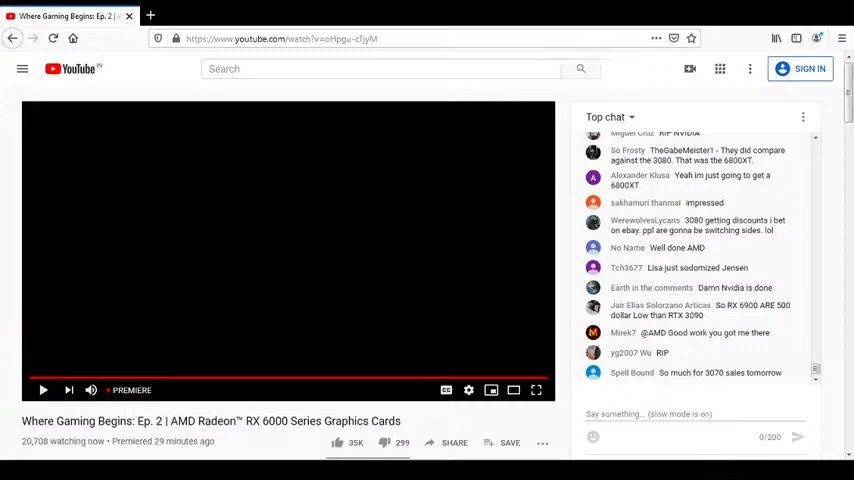 Where Gaming Begins: Ep. 2 | A
https://www.youtube.com/watch?v=oHpgu-cTjyM
YouTube IN
Search
SIGN IN
Top chat
Miguel Cruz RIP NVIDIA
So Frosty TheGabeMeister1 - They did compare
against the 3080. That was the 6800XT.
Alexander Klusa Yeah im just going to get a
6800XT
sakhamuri thanmai impressed
WerewolvesLycans 3080 getting discounts i bet
on ebay. ppl are gonna be switching sides. lol
No Name Well done AMD
Tch3677 Lisa just sodomized Jensen
Earth in the comments Damn Nvidia is done
Jair Elias Solorzano Articas So RX 6900 ARE 500
dollar Low than RTX 3090
Mirek7 @AMD Good work you got me there
yg2007 Wu RIP
Spell Bound So much for 3070 sales tomorrow
PREMIERE
CC
Say something... (slow mode is on)
0/200
Where Gaming Begins: Ep. 2 | AMD Radeon™ RX 6000 Series Graphics Cards
20,708 watching now • Premiered 29 minutes ago
35K
299
SHARE
SAVE